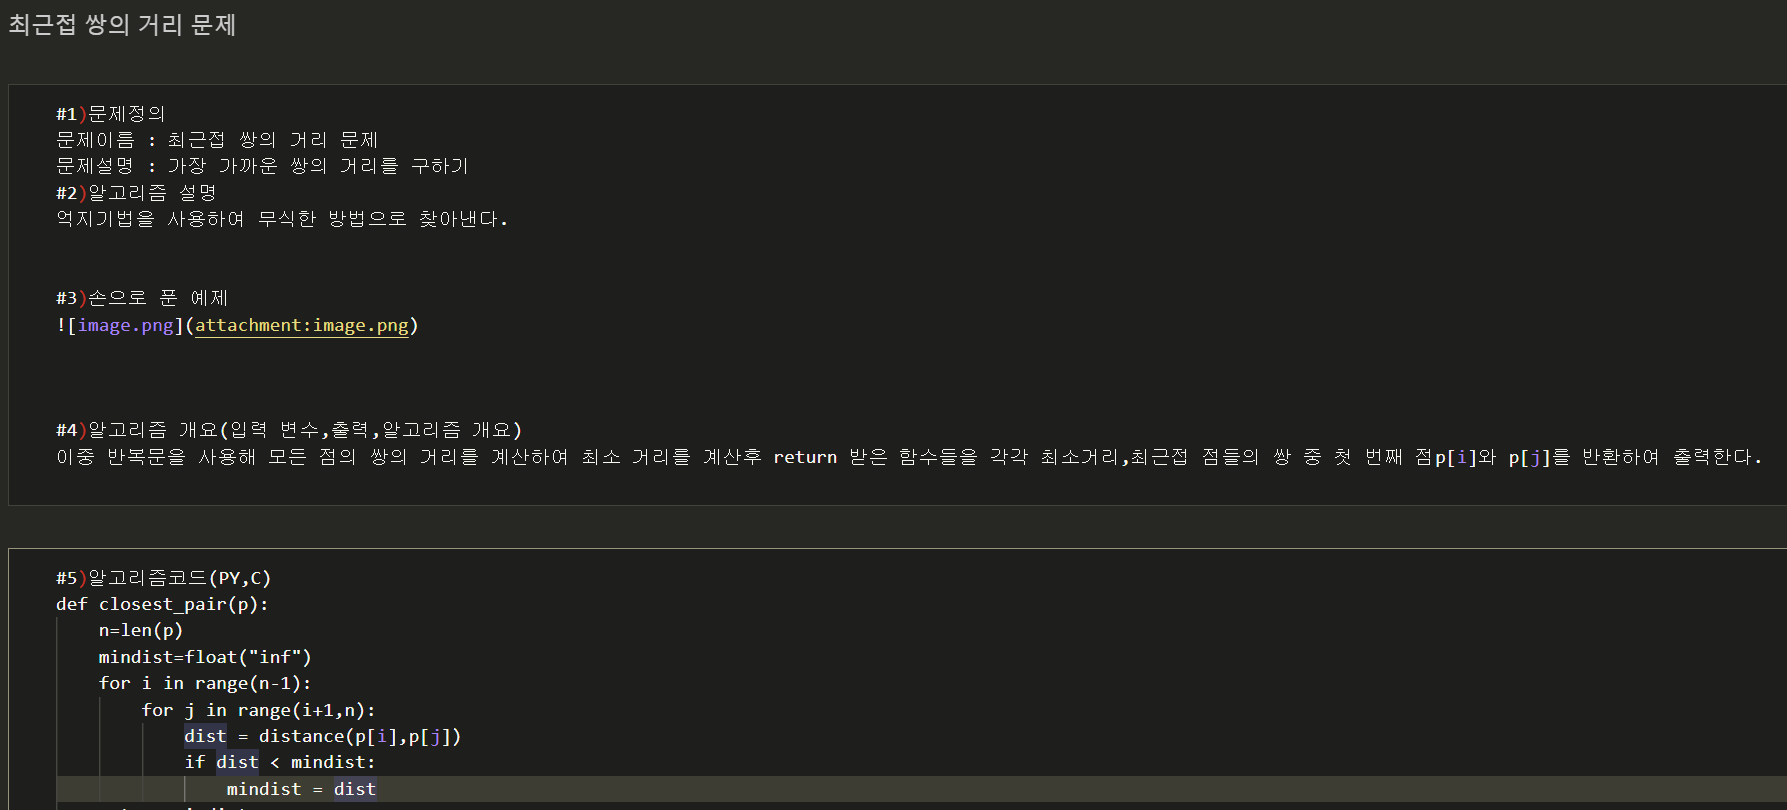 최근접 쌍의 거리 문제
#1)문제정의
문제이름 : 최근접 쌍의 거리 문제
문제설명 : 가장 가까운 쌍의 거리를 구하기
#2)알고리즘 설명
억지기법을 사용하여 무식한 방법으로 찾아낸다.
#3)손으로 푼 예제
![image.png](attachment:image.png)
#4)알고리즘 개요(입력 변수,출력,알고리즘 개요)
이중 반복문을 사용해 모든 점의 쌍의 거리를 계산하여 최소 거리를 계산후 return 받은 함수들을 각각 최소거리,최근접 점들의 쌍 중 첫 번째 점p[i]와 p[j]를 반환하여 출력한다.
#5)알고리즘코드(PY,C)
def closest_pair(p):
    n=len(p)
    mindist=float("inf")
    for i in range(n-1):
        for j in range(i+1,n):
            dist = distance(p[i],p[j])
            if dist < mindist:
                mindist = dist